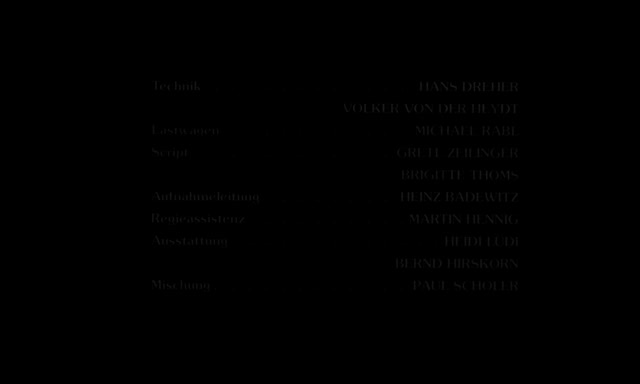 Technik HANS DREHER
VOLKER VON DER HEYDT
Lastwagen MICHAEL RABL
Script GRETL ZEILINGER
BRIGITTE THOMS
Aufnahmeleitung HEINZ BADEWITZ
Regieassistenz MARTIN HENNIG
Ausstattung HEIDI LÜDI
BERND HIRSKORN
Mischung PAUL SCHÖLER